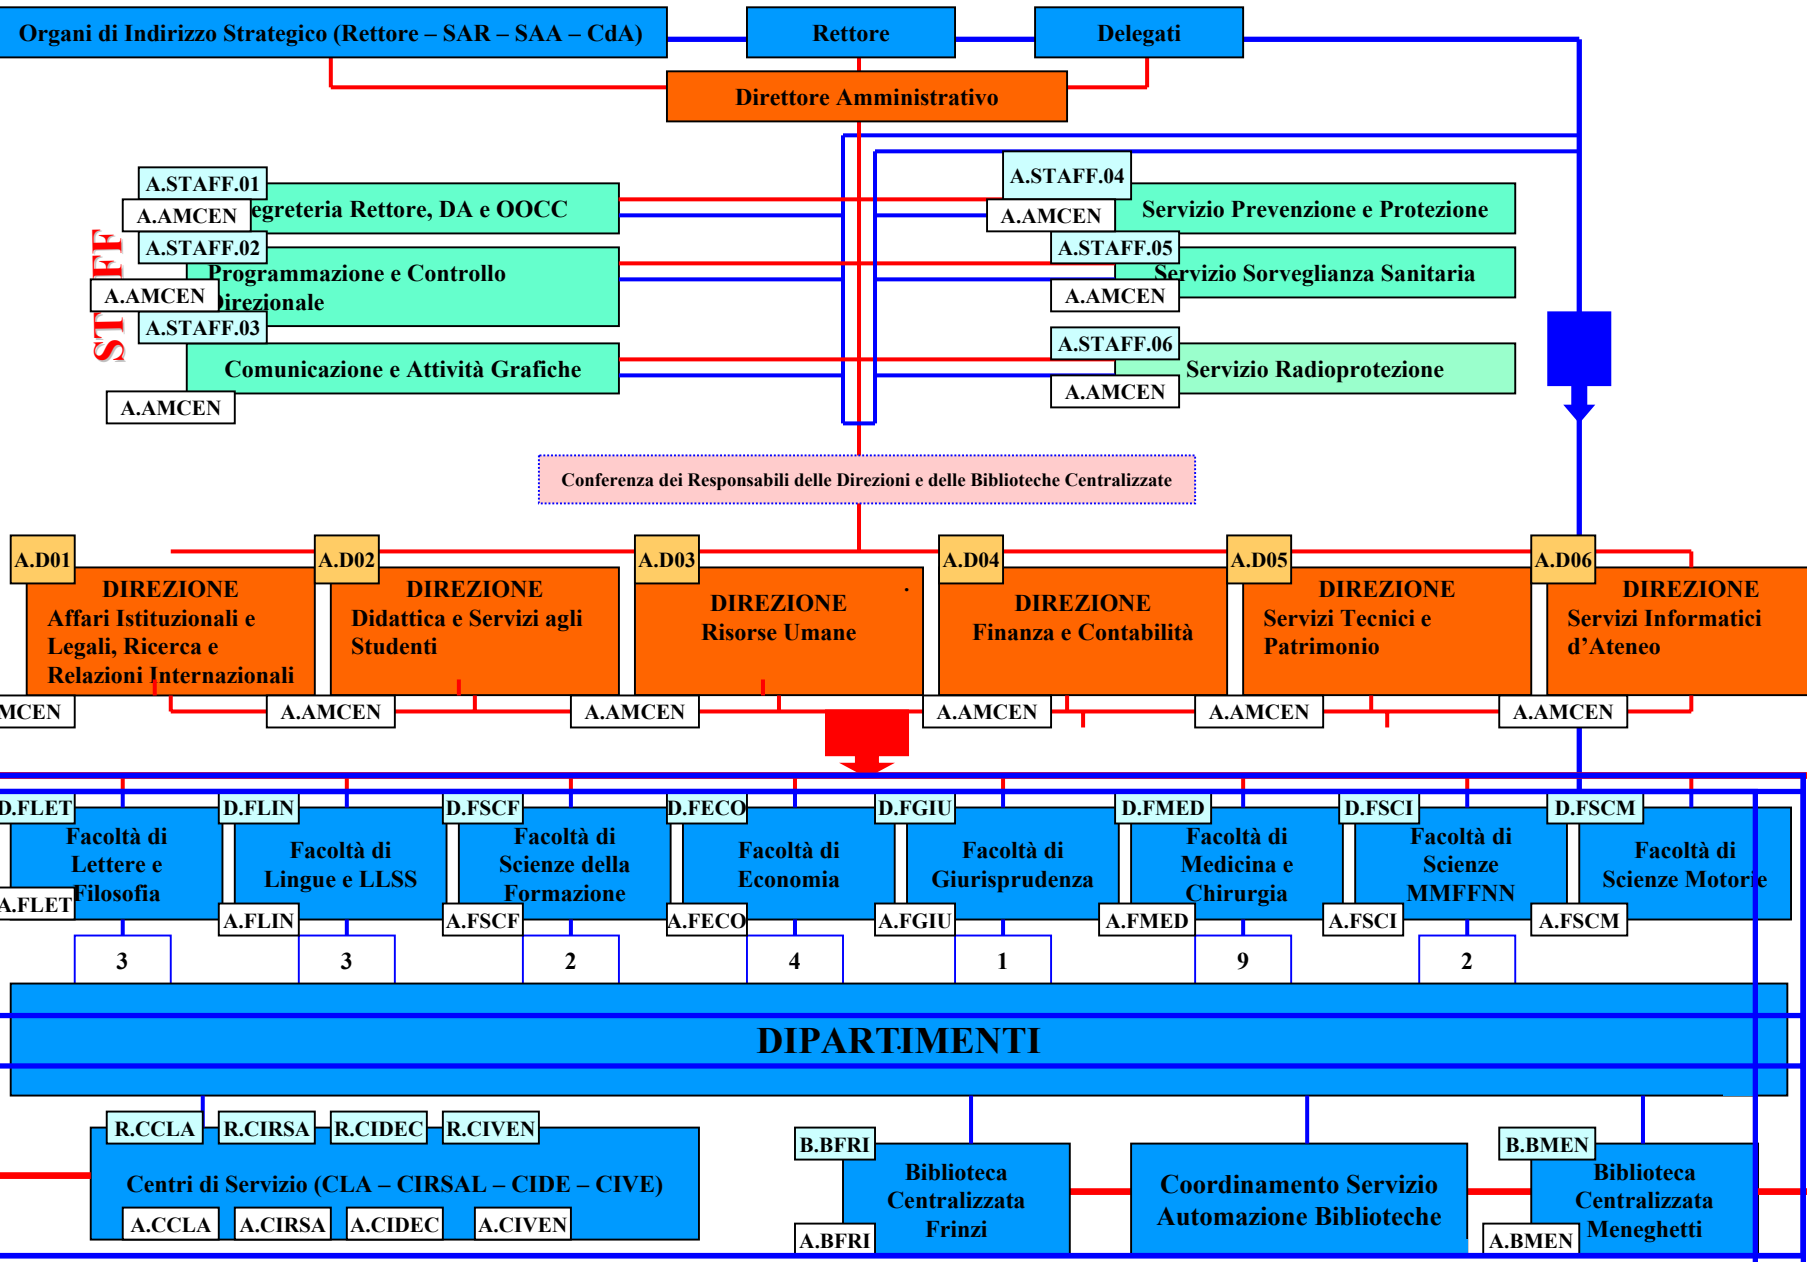 Organi di Indirizzo Strategico (Rettore – SAR – SAA – CdA)
Rettore
Delegati
Direttore Amministrativo
STAFF
A.STAFF.01
egreteria Rettore, DA e OOCC
A.AMCEN
A.STAFF.02
Programmazione e Controllo
Direzionale
A.AMCEN
A.STAFF.03
Comunicazione e Attività Grafiche
A.AMCEN
A.STAFF.04
Servizio Prevenzione e Protezione
A.AMCEN
A.STAFF.05
Servizio Sorveglianza Sanitaria
A.AMCEN
A.STAFF.06
Servizio Radioprotezione
A.AMCEN
Conferenza dei Responsabili delle Direzioni e delle Biblioteche Centralizzate
A.D01
DIREZIONE
Affari Istituzionali e
Legali, Ricerca e
Relazioni Internazionali
MCEN
A.D02
DIREZIONE
Didattica e Servizi agli
Studenti
A.AMCEN
A.D03
DIREZIONE
Risorse Umane
A.AMCEN
A.D04
DIREZIONE
Finanza e Contabilità
A.AMCEN
A.D05
DIREZIONE
Servizi Tecnici e
Patrimonio
A.AMCEN
A.D06
DIREZIONE
Servizi Informatici
d’Ateneo
A.AMCEN
D.FLET
Facoltà di
Lettere e
Filosofia
A.FLET
D.FLIN
Facoltà di
Lingue e LLSS
A.FLIN
D.FSCF
Facoltà di
Scienze della
Formazione
A.FSCF
D.FECO
Facoltà di
Economia
A.FECO
D.FGIU
Facoltà di
Giurisprudenza
A.FGIU
D.FMED
Facoltà di
Medicina e
Chirurgia
A.FMED
D.FSCI
Facoltà di
Scienze
MMFFNN
A.FSCI
D.FSCM
Facoltà di
Scienze Motorie
A.FSCM
3 3 2 4 1 9 2
DIPARTIMENTI
R.CCLA R.CIRSA R.CIDEC R.CIVEN
Centri di Servizio (CLA – CIRSAL – CIDE – CIVE)
A.CCLA A.CIRSA A.CIDEC A.CIVEN
B.BFRI
Biblioteca
Centralizzata
Frinzi
A.BFRI
Coordinamento Servizio
Automazione Biblioteche
B.BMEN
Biblioteca
Centralizzata
Meneghetti
A.BMEN